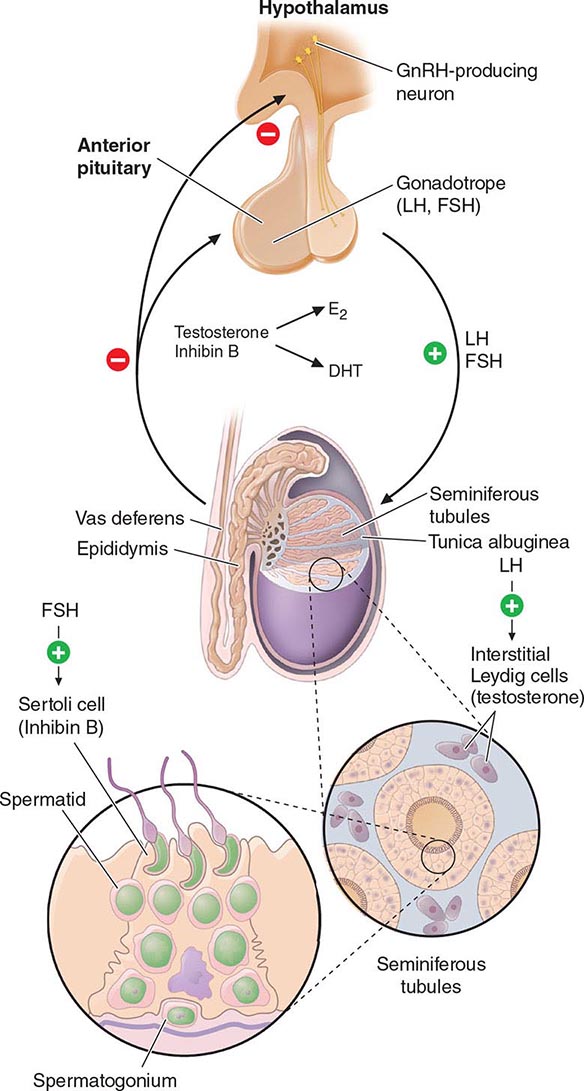 Hypothalamus
GnRH-producing
neuron
Anterior
pituitary
Gonadotrope
(LH, FSH)
E2
Testosterone
Inhibin B
DHT
LH
FSH
Vas deferens
Epididymis
Seminiferous
tubules
Tunica albuginea
LH
+
Interstitial
Leydig cells
(testosterone)
FSH
+
Sertoli cell
(Inhibin B)
Spermatid
Seminiferous
tubules
Spermatogonium